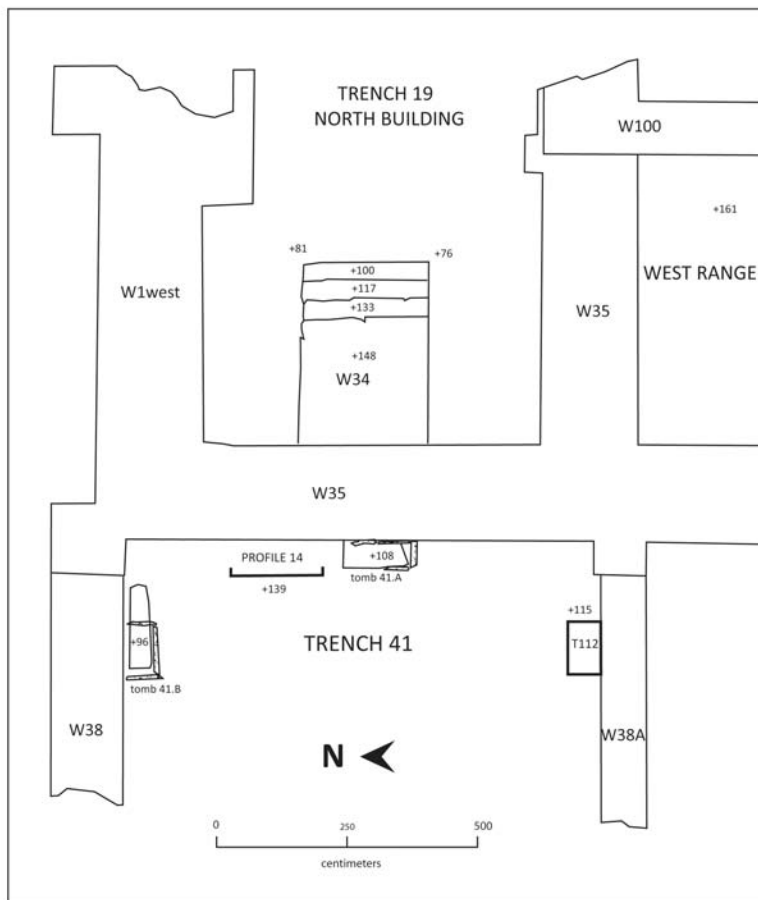 TRENCH 19
NORTH BUILDING
W100
+161
+81
+76
+100
WEST RANGE
+117
W1west
+133
W35
+148
W34
W35
PROFILE 14
+108
tomb 41.A
+139
+115
+96
TRENCH 41
T112
tomb 41.B
W38
W38A
N
0
250
500
centimeters